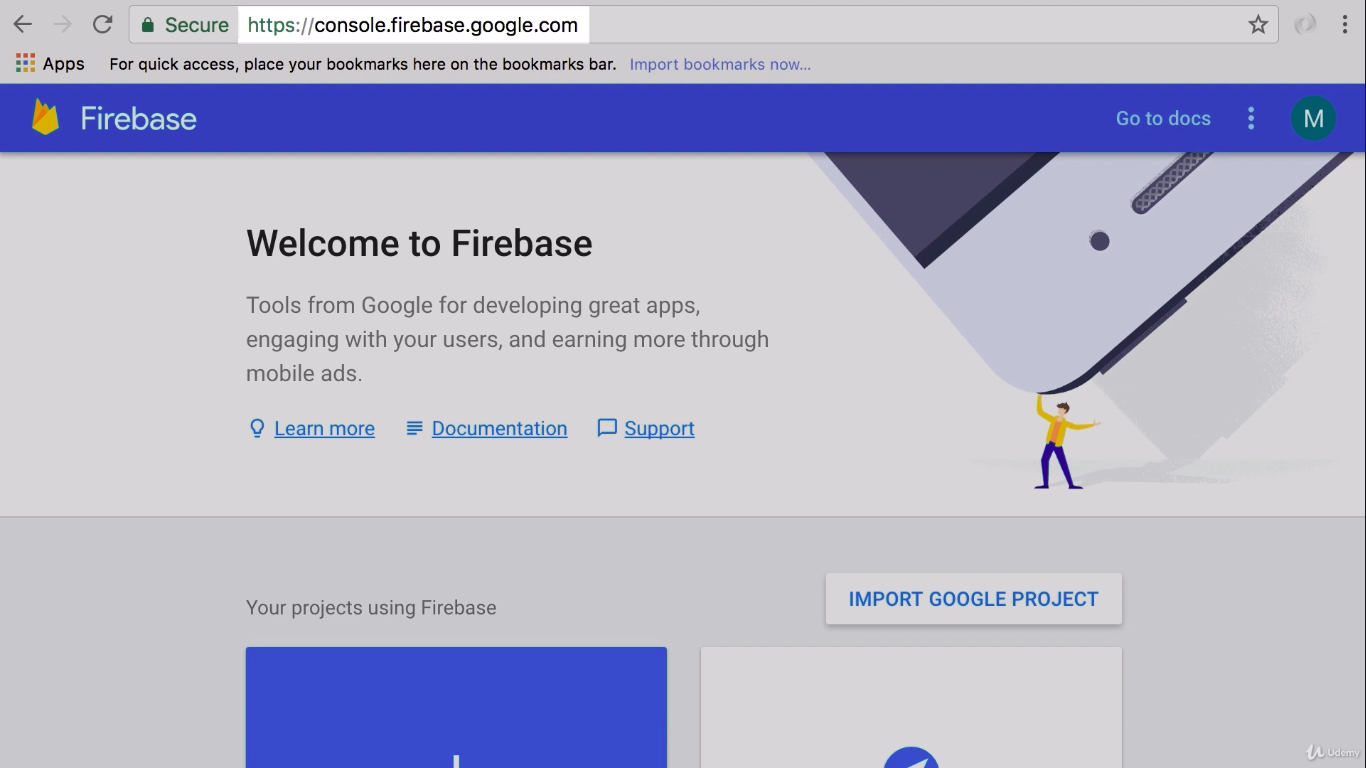 Secure https://console.firebase.google.com
Apps For quick access, place your bookmarks here on the bookmarks bar. Import bookmarks now...
Firebase Go to docs M
Welcome to Firebase
Tools from Google for developing great apps,
engaging with your users, and earning more through
mobile ads.
Learn more Documentation Support
Your projects using Firebase IMPORT GOOGLE PROJECT
Udemy